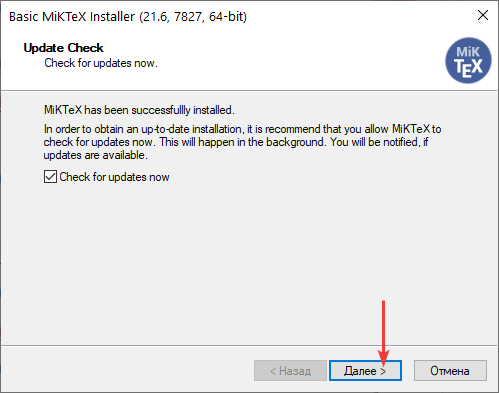 Basic MiKTeX Installer (21.6, 7827, 64-bit)
Update Check
Check for updates now.
MiK
TEX
MiKTeX has been successfullly installed.
In order to obtain an up-to-date installation, it is recommend that you allow MiKTeX to
check for updates now. This will happen in the background. You will be notified, if
updates are available.
Check for updates now
< Назад
Далее >
Отмена